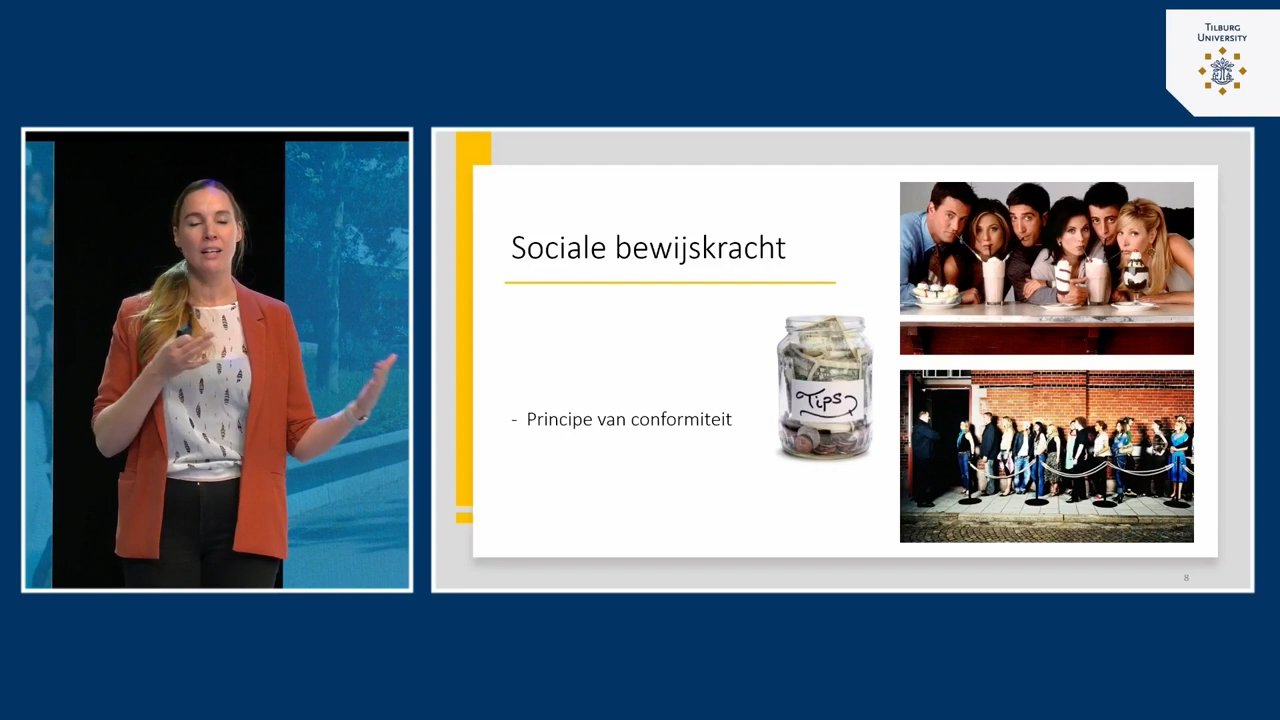 TILBURG
UNIVERSITY
Sociale bewijskracht
Tips
- Principe van conformiteit
8